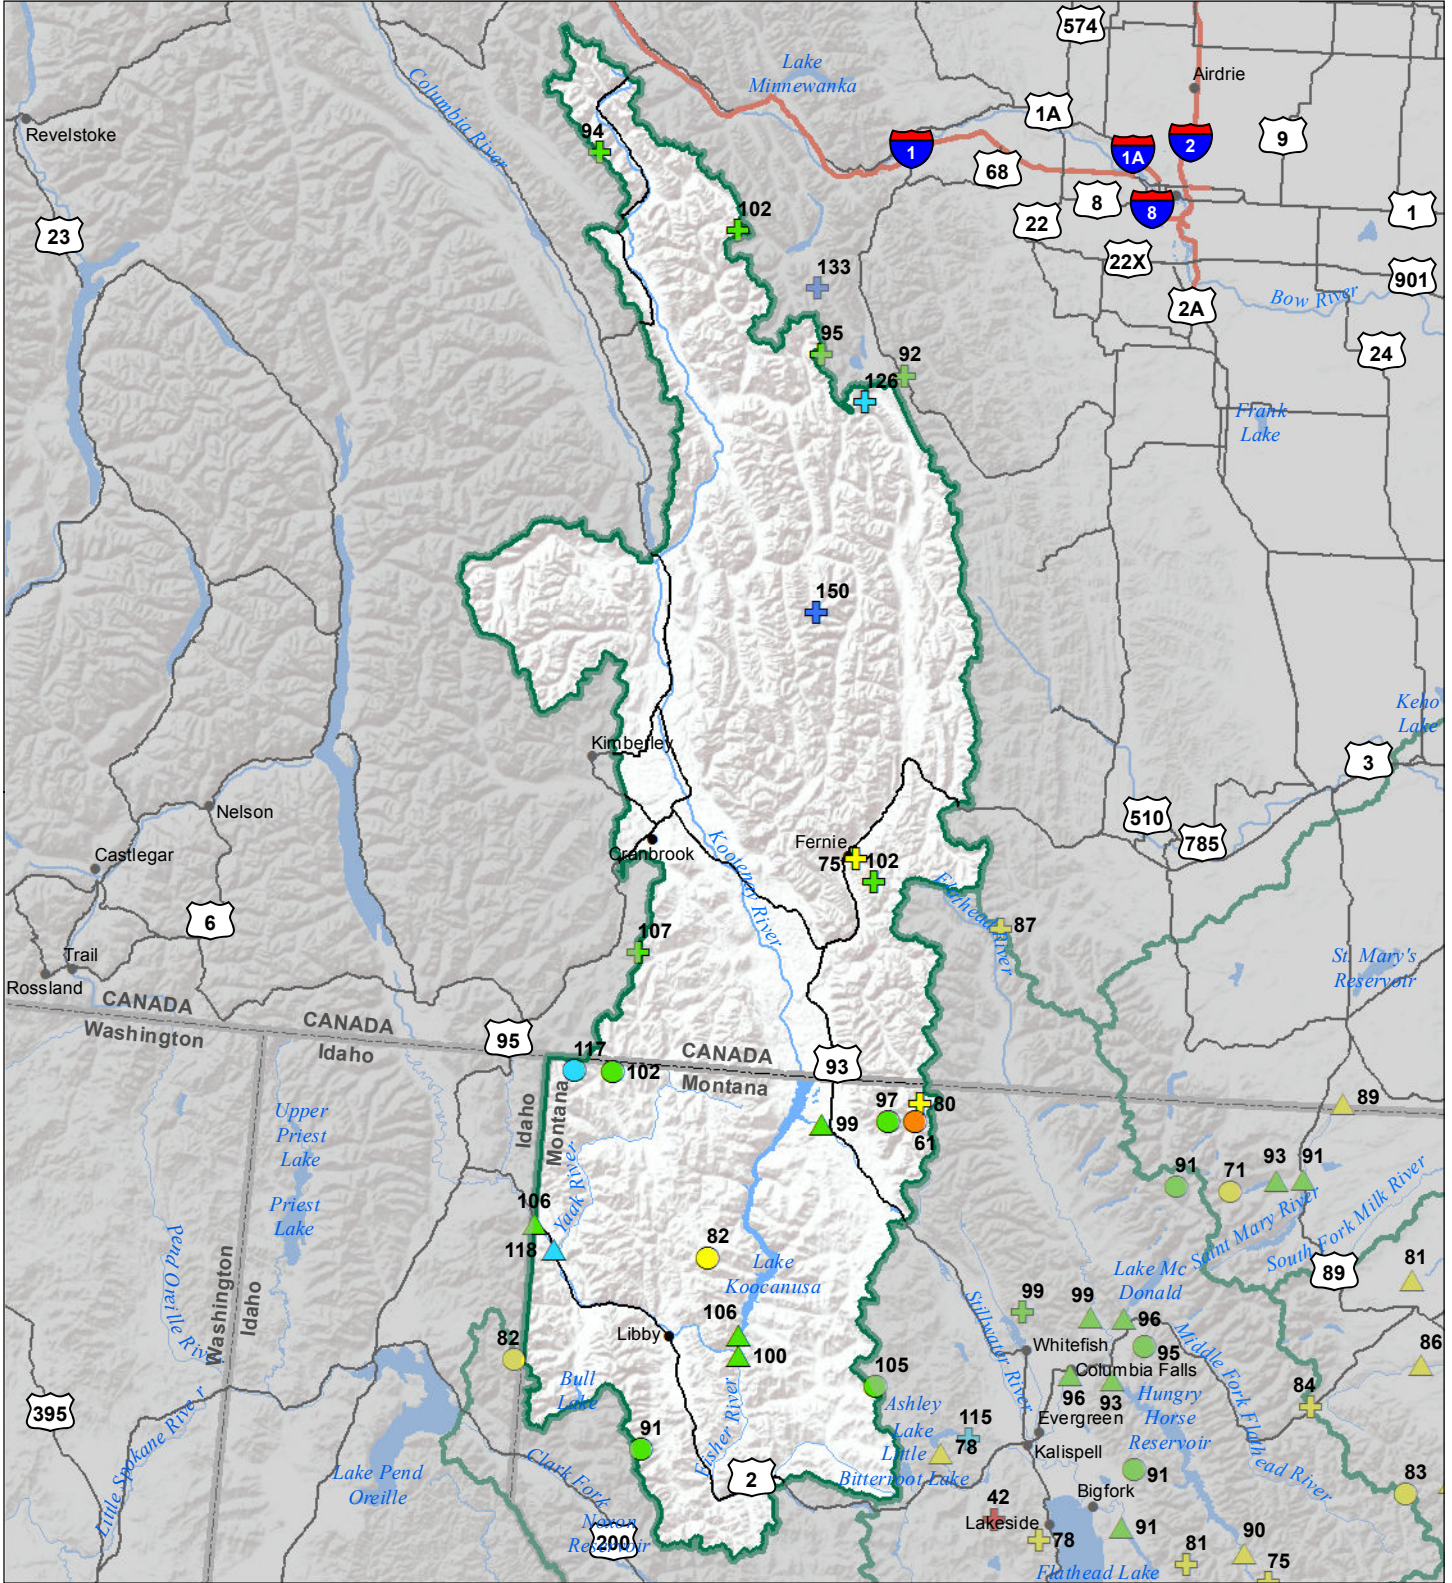 574
Lake
Minnewanka
Airdrie
Columbia River
1A
Revelstoke
94
1
1A
2
9
68
8
8
1
102
22
23
22X
133
901
Bow River
2A
95
92
24
126
Frank
Lake
150
Keho
Lake
Kimberley
3
Nelson
510
Fernie
785
Castlegar
Cranbrook
75
102
Kootenay River
Flathead River
6
87
107
Trail
St. Mary's
Reservoir
Rossland
CANADA
CANADA
Washington
Idaho
95
117
CANADA
93
102
Montana
Idaho
Montana
97
80
89
Upper
Priest
Lake
99
61
91
71
93
91
Priest
Lake
106
Yaak River
Saint Mary River
South Fork Milk River
Pend Oreille River
118
82
Washington
Idaho
Lake
Koocanusa
Lake Mc
Donald
89
81
99
99
96
Stillwater River
106
Libby
Whitefish
Middle Fork Flathead River
82
100
95
86
Columbia Falls
Bull
Lake
105
96
93
Hungry
Horse
Reservoir
84
395
Ashley
Lake
Evergreen
115
91
Fisher River
Little
Bitterroot Lake
78
Kalispell
Little Spokane River
Clark Fork
Lake Pend
Oreille
2
91
83
Bigfork
42
Lakeside
Noxon
Reservoir
200
91
78
90
81
Flathead Lake
75